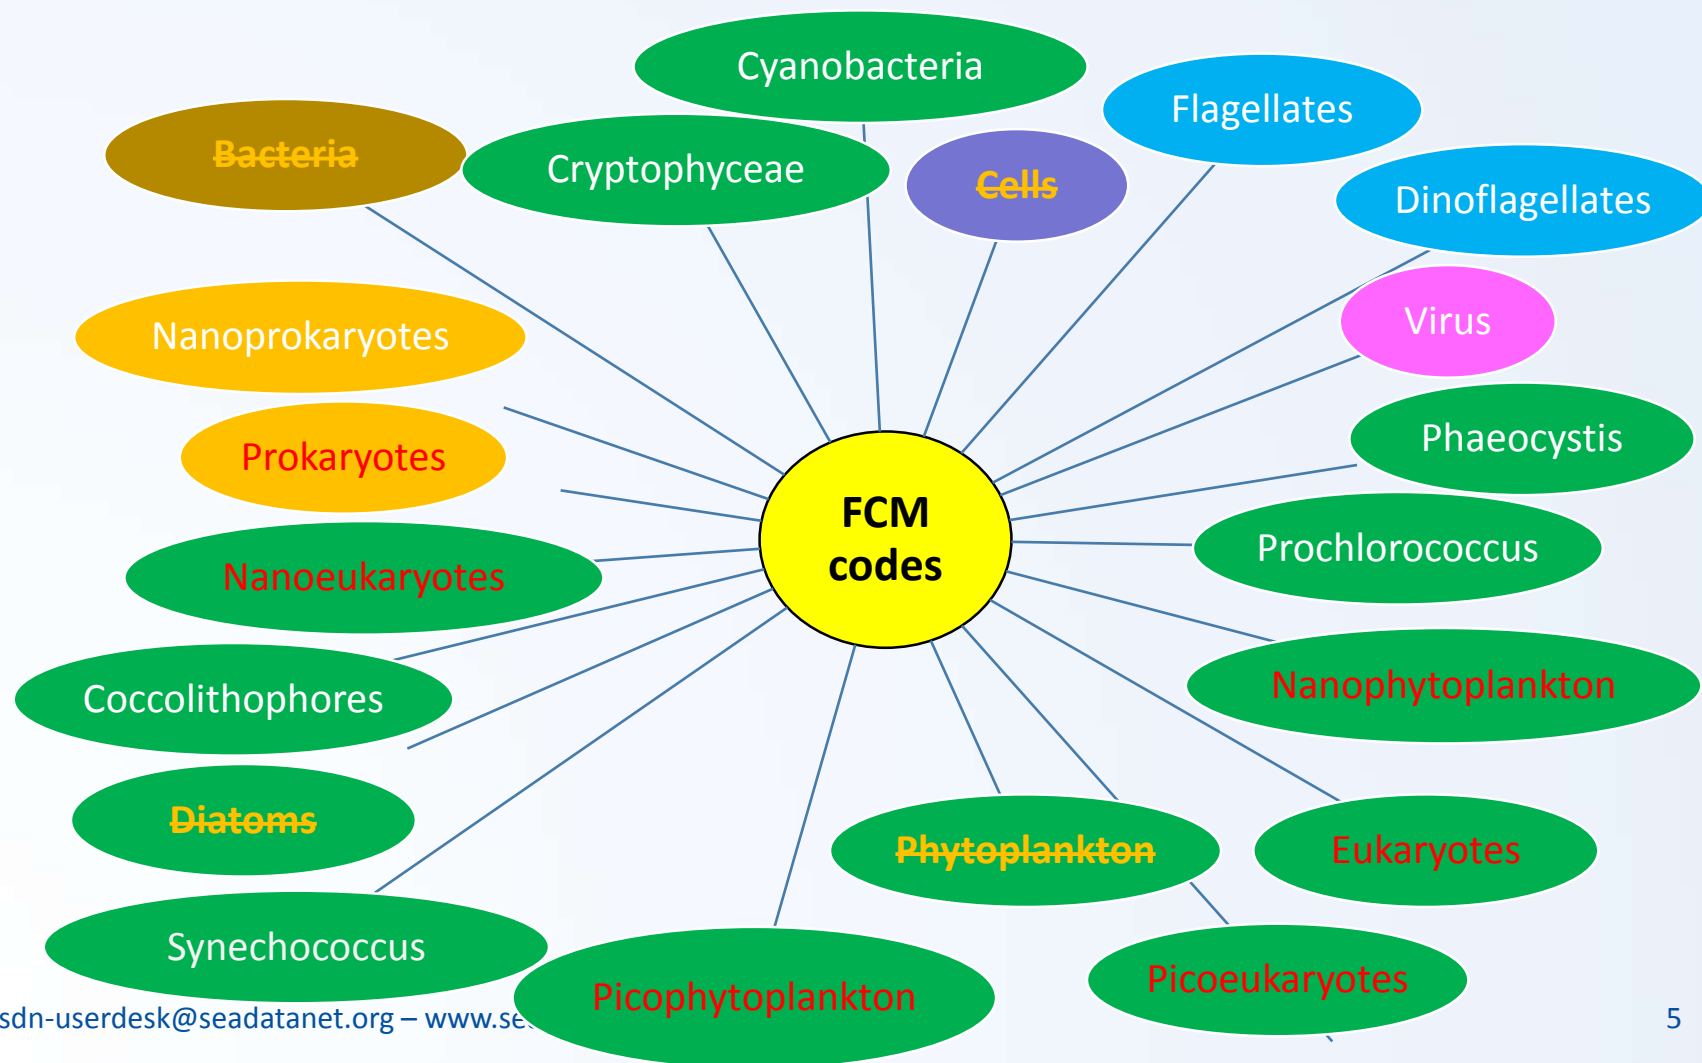 Cyanobacteria
Flagellates
Bacteria
Cryptophyceae
Cells
Dinoflagellates
Virus
Nanoprokaryotes
Phaeocystis
Prokaryotes
FCM
codes
Prochlorococcus
Nanoeukaryotes
Nanophytoplankton
Coccolithophores
Diatoms
Phytoplankton
Eukaryotes
Synechococcus
Picoeukaryotes
Picophytoplankton
sdn-userdesk@seadatanet.org – www.se
5